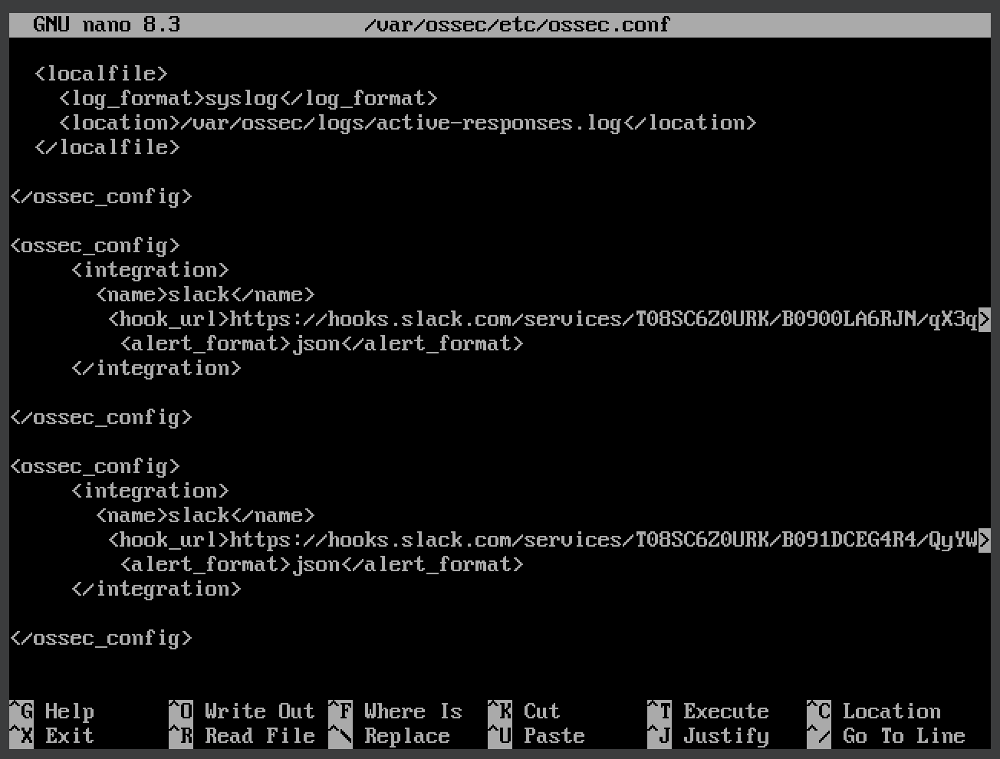 GNU nano 8.3 /var/ossec/etc/ossec.conf
<localfile>
<log_format>syslog</log_format>
<location>/var/ossec/logs/active-responses.log</location>
</localfile>
</ossec_config>
<ossec_config>
<integration>
<name>slack</name>
<hook_url>https://hooks.slack.com/services/T08SC6Z0URK/B0900LA6RJN/qX3q>
<alert_format>json</alert_format>
</integration>
</ossec_config>
<ossec_config>
<integration>
<name>slack</name>
<hook_url>https://hooks.slack.com/services/T08SC6Z0URK/B091DCEG4R4/QyYW>
<alert_format>json</alert_format>
</integration>
</ossec_config>
^G Help ^O Write Out ^F Where Is ^K Cut ^T Execute ^C Location
^X Exit ^R Read File ^\ Replace ^U Paste ^J Justify ^/ Go To Line